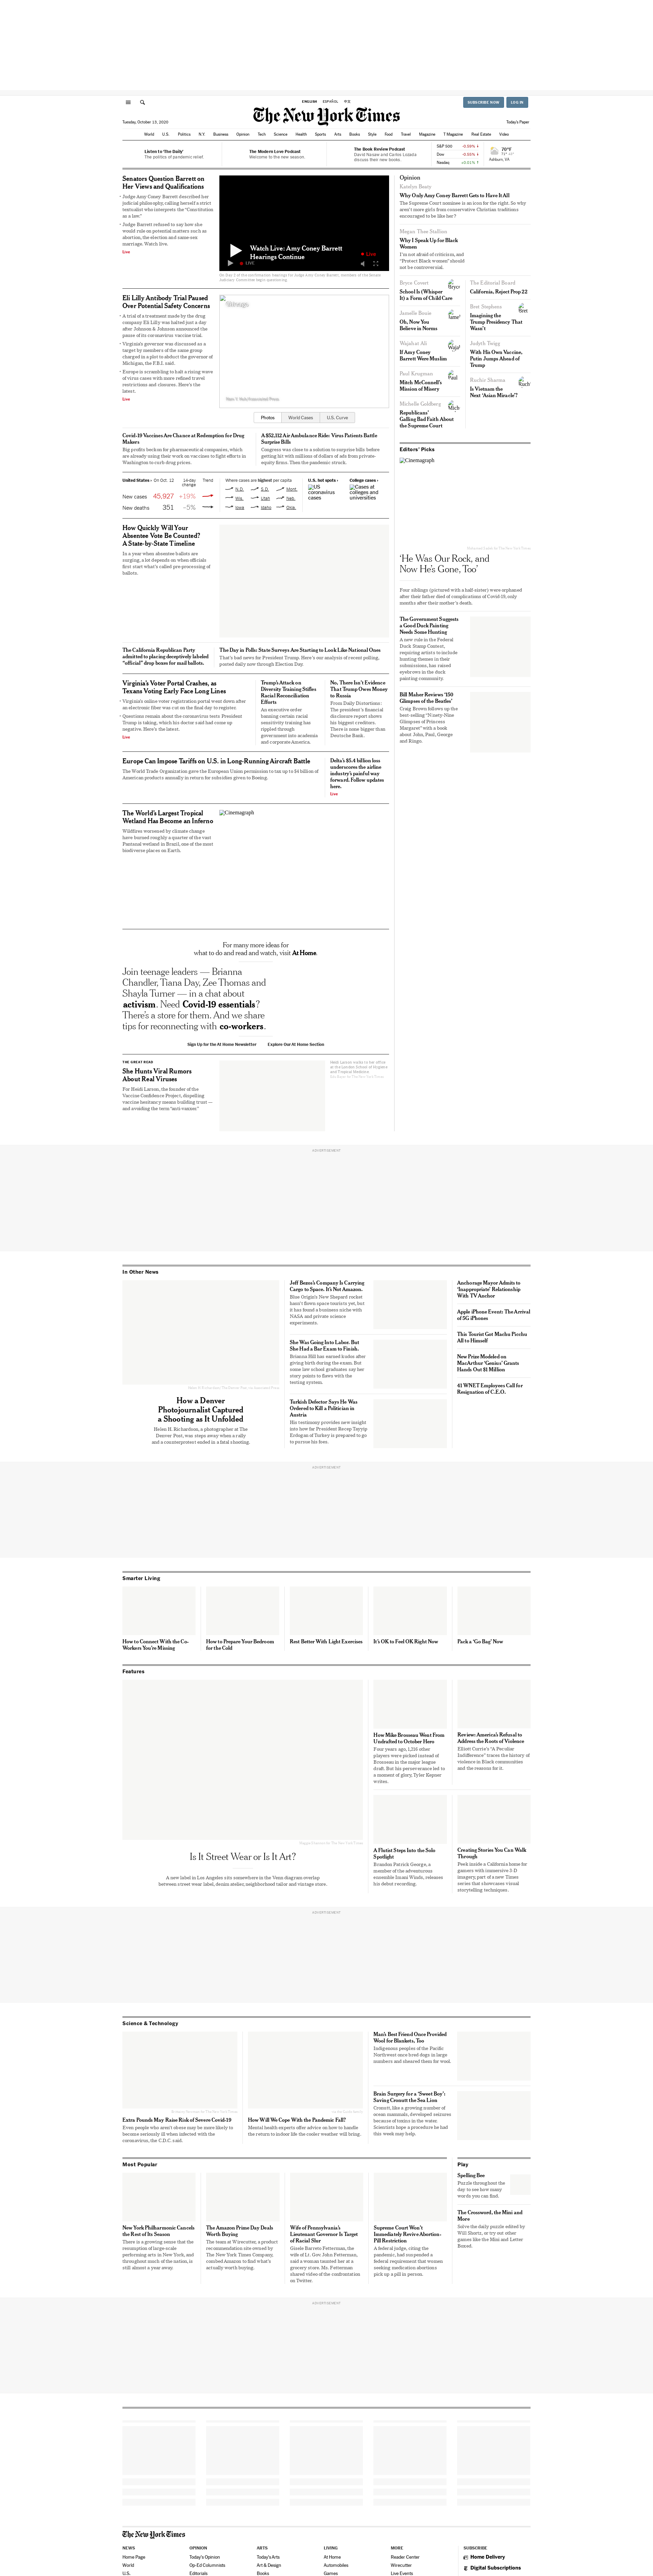 ENGLISH ESPAÑOL 中文
SUBSCRIBE NOW LOG IN
The New York Times
Tuesday, October 13, 2020
Today's Paper
World U.S. Politics N.Y. Business Opinion Tech Science Health Sports Arts Books Style Food Travel Magazine T Magazine Real Estate Video
Listen to 'The Daily'
The politics of pandemic relief
The Modern Love Podcast
Welcome to the new season.
The Book Review Podcast
David Nasaw and Carlos Lozada discuss their new books.
Senators Question Barrett on Her Views and Qualifications
Judge Amy Coney Barrett described her judicial philosophy, calling herself a strict textualist who interprets the "Constitution as a law."
Judge Barrett refused to say how she would rule on potential matters such as abortion, the election and same-sex marriage. Watch live.
Live
Watch Live: Amy Coney Barrett Hearings Continue
Live
LIVE
Eli Lilly Antibody Trial Paused Over Potential Safety Concerns
A trial of a treatment made by the drug company Eli Lilly was halted just a day after Johnson & Johnson announced the pause of its coronavirus vaccine trial.
Virginia's governor was discussed as a target by members of the same group charged in a plot to abduct the governor of Michigan, the F.B.I. said.
Europe is scrambling to halt a rising wave of virus cases with more refined travel restrictions and closures. Here's the latest.
Live
Photos World Cases U.S. Curve
Covid-19 Vaccines Are Chance at Redemption for Drug Makers
Big profits beckon for pharmaceutical companies, which are already using their work on vaccines to fight efforts in Washington to curb drug prices.
A $52,112 Air Ambulance Ride: Virus Patients Battle Surprise Bills
Congress was close to a solution to surprise bills before getting hit with millions of dollars of ads from private-equity firms. Then the pandemic struck.
United States › On Oct. 12 14-day change Trend
New cases 45,927 +19%
New deaths 351 –5%
Where cases are highest per capita
N.D. S.D. Mont.
Wis. Utah Neb.
Iowa Idaho Okla.
U.S. hot spots ›
US coronavirus cases
College cases ›
Cases at colleges and universities
How Quickly Will Your Absentee Vote Be Counted? A State-by-State Timeline
In a year when absentee ballots are surging, a lot depends on when officials first start what's called pre-processing of ballots.
The California Republican Party admitted to placing deceptively labeled "official" drop boxes for mail ballots.
The Day in Polls: State Surveys Are Starting to Look Like National Ones
That's bad news for President Trump. Here's our analysis of recent polling, posted daily now through Election Day.
Virginia's Voter Portal Crashes, as Texans Voting Early Face Long Lines
Virginia's online voter-registration portal went down after an electronic fiber was cut on the final day to register.
Questions remain about the coronavirus tests President Trump is taking, which his doctor said had come up negative. Here's the latest.
Live
Trump's Attack on Diversity Training Stifles Racial Reconciliation Efforts
An executive order banning certain racial sensitivity training has rippled through government into academia and corporate America.
No, There Isn't Evidence That Trump Owes Money to Russia
From Daily Distortions: The president's financial disclosure report shows his biggest creditors. There is none bigger than Deutsche Bank.
Europe Can Impose Tariffs on U.S. in Long-Running Aircraft Battle
The World Trade Organization gave the European Union permission to tax up to $4 billion of American products annually in return for subsidies given to Boeing.
Delta's $5.4 billion loss underscores the airline industry's painful way forward. Follow updates here.
Live
The World's Largest Tropical Wetland Has Become an Inferno
Wildfires worsened by climate change have burned roughly a quarter of the vast Pantanal wetland in Brazil, one of the most biodiverse places on Earth.
Cinemagraph
For many more ideas for
what to do and read and watch, visit At Home.
Join teenage leaders — Brianna Chandler, Tiana Day, Zee Thomas and Shayla Turner — in a chat about activism. Need Covid-19 essentials? There's a store for them. And we share tips for reconnecting with co-workers.
Sign Up for the At Home Newsletter Explore Our At Home Section
THE GREAT READ
She Hunts Viral Rumors About Real Viruses
For Heidi Larson, the founder of the Vaccine Confidence Project, dispelling vaccine hesitancy means building trust — and avoiding the term "anti-vaxxer."
Opinion
Katelyn Beaty
Why Only Amy Coney Barrett Gets to Have It All
The Supreme Court nominee is an icon for the right. So why aren't more girls from conservative Christian traditions encouraged to be like her?
Megan Thee Stallion
Why I Speak Up for Black Women
I'm not afraid of criticism, and "Protect Black women" should not be controversial.
Bryce Covert
School Is (Whisper It) a Form of Child Care
The Editorial Board
California, Reject Prop 22
Jamelle Bouie
Oh, Now You Believe in Norms
Bret Stephens
Imagining the Trump Presidency That Wasn't
Wajahat Ali
If Amy Coney Barrett Were Muslim
Judith Twigg
With His Own Vaccine, Putin Jumps Ahead of Trump
Paul Krugman
Mitch McConnell's Mission of Misery
Ruchir Sharma
Is Vietnam the Next 'Asian Miracle'?
Michelle Goldberg
Republicans' Galling Bad Faith About the Supreme Court
Editors' Picks
Cinemagraph
'He Was Our Rock, and Now He's Gone, Too'
Four siblings (pictured with a half-sister) were orphaned after their father died of complications of Covid-19, only months after their mother's death.
The Government Suggests a Good Duck Painting Needs Some Hunting
A new rule in the Federal Duck Stamp Contest, requiring artists to include hunting themes in their submissions, has raised eyebrows in the duck painting community.
Bill Maher Reviews '150 Glimpses of the Beatles'
Craig Brown follows up the best-selling "Ninety-Nine Glimpses of Princess Margaret" with a book about John, Paul, George and Ringo.
ADVERTISEMENT
In Other News
How a Denver Photojournalist Captured a Shooting as It Unfolded
Helen H. Richardson, a photographer at The Denver Post, was steps away when a rally and a counterprotest ended in a fatal shooting.
Jeff Bezos's Company Is Carrying Cargo to Space. It's Not Amazon.
Blue Origin's New Shepard rocket hasn't flown space tourists yet, but it has found a business niche with NASA and private science experiments.
She Was Going Into Labor. But She Had a Bar Exam to Finish.
Brianna Hill has earned kudos after giving birth during the exam. But some law school graduates say her story points to flaws with the testing system.
Turkish Defector Says He Was Ordered to Kill a Politician in Austria
His testimony provides new insight into how far President Recep Tayyip Erdogan of Turkey is prepared to go to pursue his foes.
Anchorage Mayor Admits to 'Inappropriate' Relationship With TV Anchor
Apple iPhone Event: The Arrival of 5G iPhones
This Tourist Got Machu Picchu All to Himself
New Prize Modeled on MacArthur 'Genius' Grants Hands Out $1 Million
41 WNET Employees Call for Resignation of C.E.O.
ADVERTISEMENT
Smarter Living
How to Connect With the Co-Workers You're Missing
How to Prepare Your Bedroom for the Cold
Rest Better With Light Exercises
It's OK to Feel OK Right Now
Pack a 'Go Bag' Now
Features
Is It Street Wear or Is It Art?
A new label in Los Angeles sits somewhere in the Venn diagram overlap between street wear label, denim atelier, neighborhood tailor and vintage store.
How Mike Brosseau Went From Undrafted to October Hero
Four years ago, 1,216 other players were picked instead of Brosseau in the major league draft. But his perseverance led to a moment of glory, Tyler Kepner writes.
Review: America's Refusal to Address the Roots of Violence
Elliott Currie's "A Peculiar Indifference" traces the history of violence in Black communities and the reasons for it.
A Flutist Steps Into the Solo Spotlight
Brandon Patrick George, a member of the adventurous ensemble Imani Winds, releases his debut recording.
Creating Stories You Can Walk Through
Peek inside a California home for gamers with immersive 3-D imagery, part of a new Times series that showcases visual storytelling techniques.
ADVERTISEMENT
Science & Technology
Extra Pounds May Raise Risk of Severe Covid-19
Even people who aren't obese may be more likely to become seriously ill when infected with the coronavirus, the C.D.C. said.
How Will We Cope With the Pandemic Fall?
Mental health experts offer advice on how to handle the return to indoor life the cooler weather will bring.
Man's Best Friend Once Provided Wool for Blankets, Too
Indigenous peoples of the Pacific Northwest once bred dogs in large numbers and sheared them for wool.
Brain Surgery for a 'Sweet Boy': Saving Cronutt the Sea Lion
Cronutt, like a growing number of ocean mammals, developed seizures because of toxins in the water. Scientists hope a procedure he had this week may help.
Most Popular
New York Philharmonic Cancels the Rest of Its Season
There is a growing sense that the resumption of large-scale performing arts in New York, and throughout much of the nation, is still almost a year away.
The Amazon Prime Day Deals Worth Buying
The team at Wirecutter, a product recommendation site owned by The New York Times Company, combed Amazon to find what's actually worth buying.
Wife of Pennsylvania's Lieutenant Governor Is Target of Racial Slur
Gisele Barreto Fetterman, the wife of Lt. Gov. John Fetterman, said a woman taunted her at a grocery store. Ms. Fetterman shared video of the confrontation on Twitter.
Supreme Court Won't Immediately Revive Abortion-Pill Restriction
A federal judge, citing the pandemic, had suspended a federal requirement that women seeking medication abortions pick up a pill in person.
Play
Spelling Bee
Puzzle throughout the day to see how many words you can find.
The Crossword, the Mini and More
Solve the daily puzzle edited by Will Shortz, or try out other games like the Mini and Letter Boxed.
ADVERTISEMENT
The New York Times
NEWS
Home Page
World
U.S.
OPINION
Today's Opinion
Op-Ed Columnists
Editorials
ARTS
Today's Arts
Art & Design
Books
LIVING
At Home
Automobiles
Games
MORE
Reader Center
Wirecutter
Live Events
SUBSCRIBE
Home Delivery
Digital Subscriptions